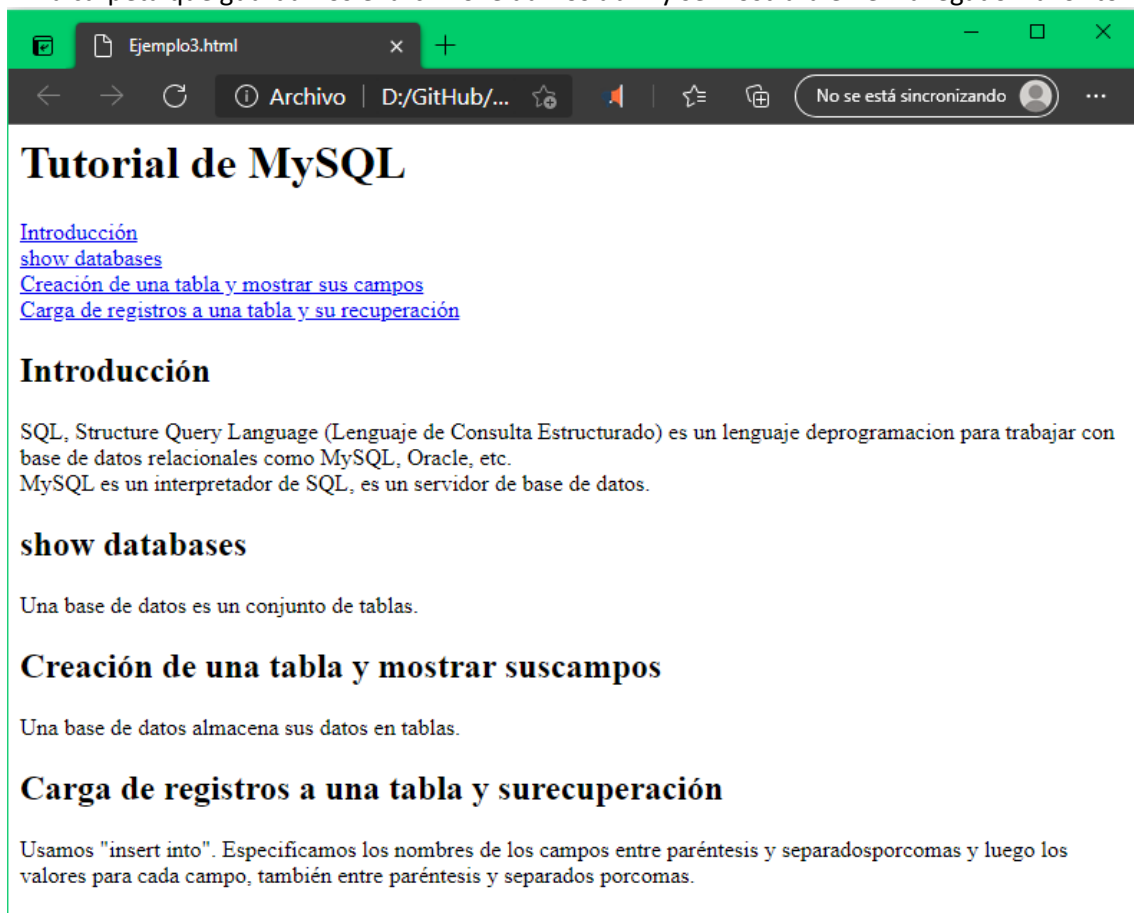 Ejemplo3.html
Archivo | D:/GitHub/...
No se está sincronizando
Tutorial de MySQL
Introducción
show databases
Creación de una tabla y mostrar sus campos
Carga de registros a una tabla y su recuperación
Introducción
SQL, Structure Query Language (Lenguaje de Consulta Estructurado) es un lenguaje deprogramacion para trabajar con
base de datos relacionales como MySQL, Oracle, etc.
MySQL es un interpretador de SQL, es un servidor de base de datos.
show databases
Una base de datos es un conjunto de tablas.
Creación de una tabla y mostrar suscampos
Una base de datos almacena sus datos en tablas.
Carga de registros a una tabla y surecuperación
Usamos "insert into". Especificamos los nombres de los campos entre paréntesis y separadosporcomas y luego los
valores para cada campo, también entre paréntesis y separados porcomas.